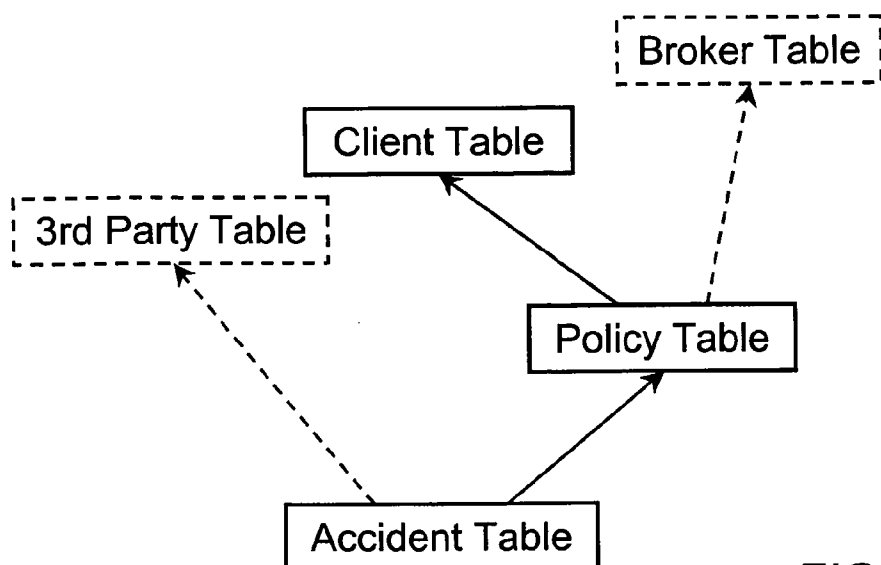 Broker Table
Client Table
3rd Party Table
Policy Table
Accident Table